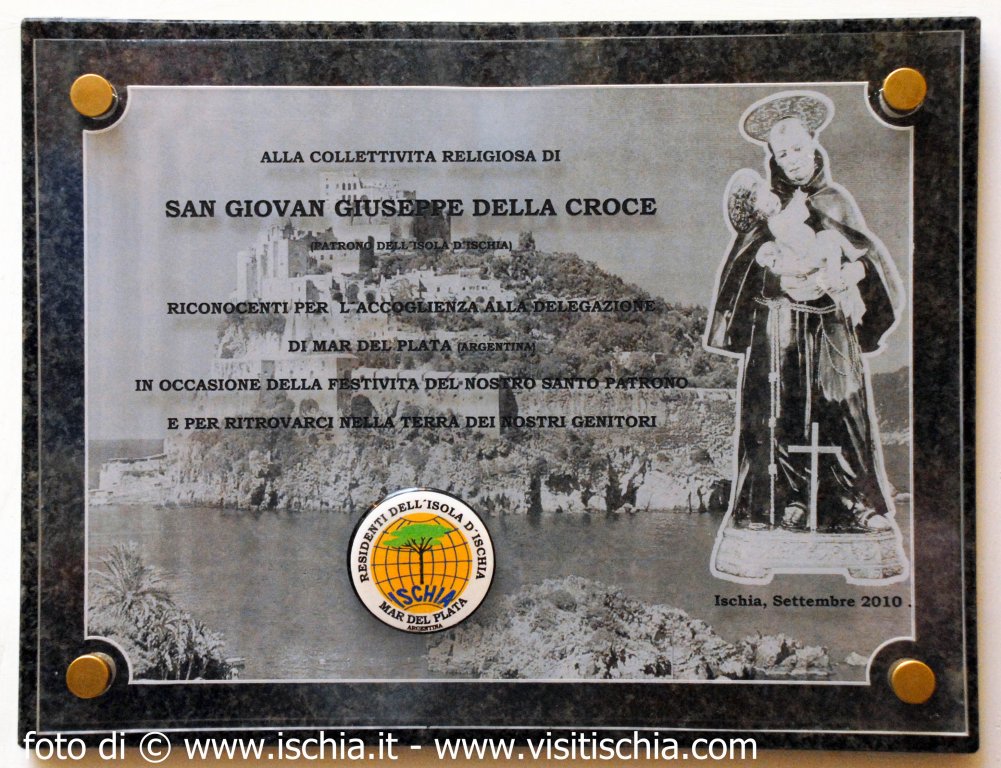 ALLA COLLETTIVITA RELIGIOSA DI
SAN GIOVAN GIUSEPPE DELLA CROCE
(PATRONO DELL´ISOLA D´ISCHIA)
RICONOCENTI PER L´ACCOGLIENZA ALLA DELEGAZIONE
DI MAR DEL PLATA (ARGENTINA)
IN OCCASIONE DELLA FESTIVITA DEL NOSTRO SANTO PATRONO
E PER RITROVARCI NELLA TERRA DEI NOSTRI GENITORI
RESIDENTI DELL´ISOLA D´ISCHIA
ISCHIA
MAR DEL PLATA
ARGENTINA
Ischia, Settembre 2010 .
foto di © www.ischia.it - www.visitischia.com